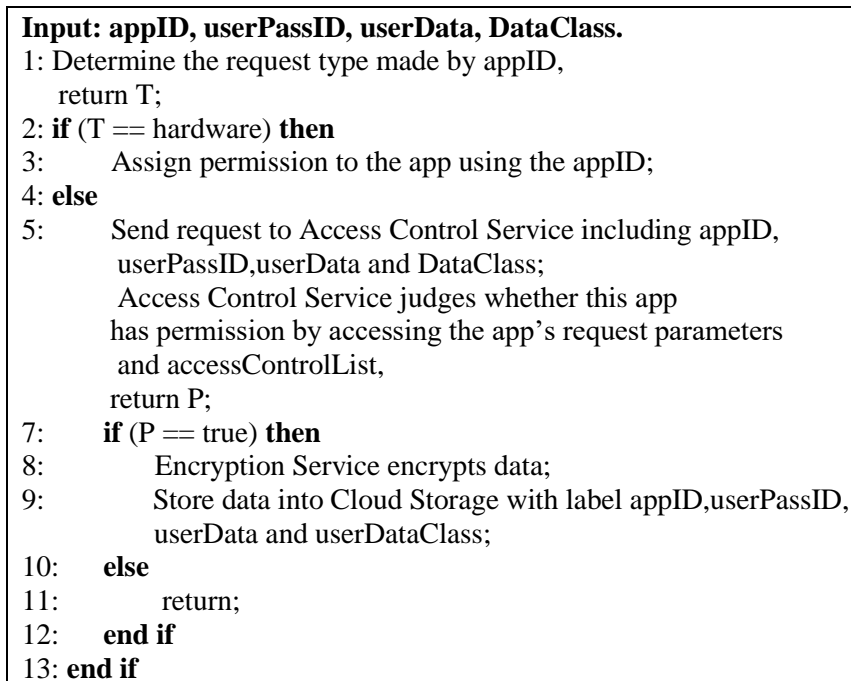 Input: appID, userPassID, userData, DataClass.
1: Determine the request type made by appID,
return T;
2: if (T == hardware) then
3: Assign permission to the app using the appID;
4: else
5: Send request to Access Control Service including appID,
userPassID,userData and DataClass;
Access Control Service judges whether this app
has permission by accessing the app’s request parameters
and accessControlList,
return P;
7: if (P == true) then
8: Encryption Service encrypts data;
9: Store data into Cloud Storage with label appID,userPassID,
userData and userDataClass;
10: else
11: return;
12: end if
13: end if